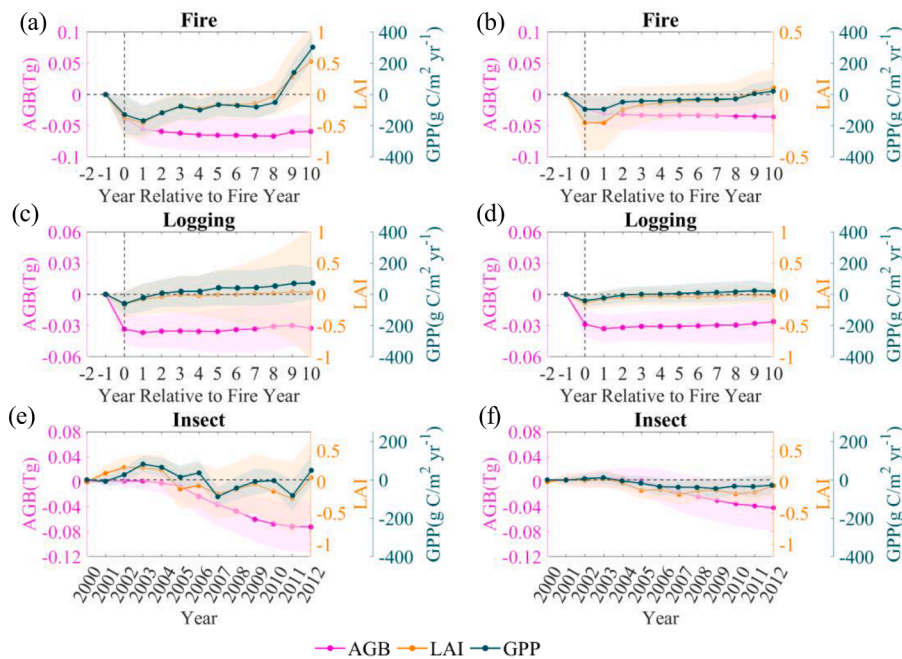 (a) Fire
AGB(Tg)
0.1
0.05
0
-0.05
-0.1
LAI
1
0.5
0
-0.5
-1
GPP(g C/m² yr⁻¹)
400
200
0
-200
-400
-2 -1 0 1 2 3 4 5 6 7 8 9 10
Year Relative to Fire Year
(b) Fire
AGB(Tg)
0.1
0.05
0
-0.05
-0.1
LAI
0.5
0
-0.5
GPP(g C/m² yr⁻¹)
400
200
0
-200
-400
-2 -1 0 1 2 3 4 5 6 7 8 9 10
Year Relative to Fire Year
(c) Logging
AGB(Tg)
0.06
0.03
0
-0.03
-0.06
LAI
1
0.5
0
-0.5
-1
GPP(g C/m² yr⁻¹)
400
200
0
-200
-400
-2 -1 0 1 2 3 4 5 6 7 8 9 10
Year Relative to Fire Year
(d) Logging
AGB(Tg)
0.06
0.03
0
-0.03
-0.06
LAI
1
0.5
0
-0.5
-1
GPP(g C/m² yr⁻¹)
400
200
0
-200
-400
-2 -1 0 1 2 3 4 5 6 7 8 9 10
Year Relative to Fire Year
(e) Insect
AGB(Tg)
0.08
0.04
0
-0.04
-0.08
-0.12
LAI
0.5
0
-0.5
-1
GPP(g C/m² yr⁻¹)
200
0
-200
-400
2000 2001 2002 2003 2004 2005 2006 2007 2008 2009 2010 2011 2012
Year
(f) Insect
AGB(Tg)
0.08
0.04
0
-0.04
-0.08
-0.12
LAI
0.5
0
-0.5
-1
GPP(g C/m² yr⁻¹)
200
0
-200
-400
2000 2001 2002 2003 2004 2005 2006 2007 2008 2009 2010 2011 2012
Year
AGB LAI GPP